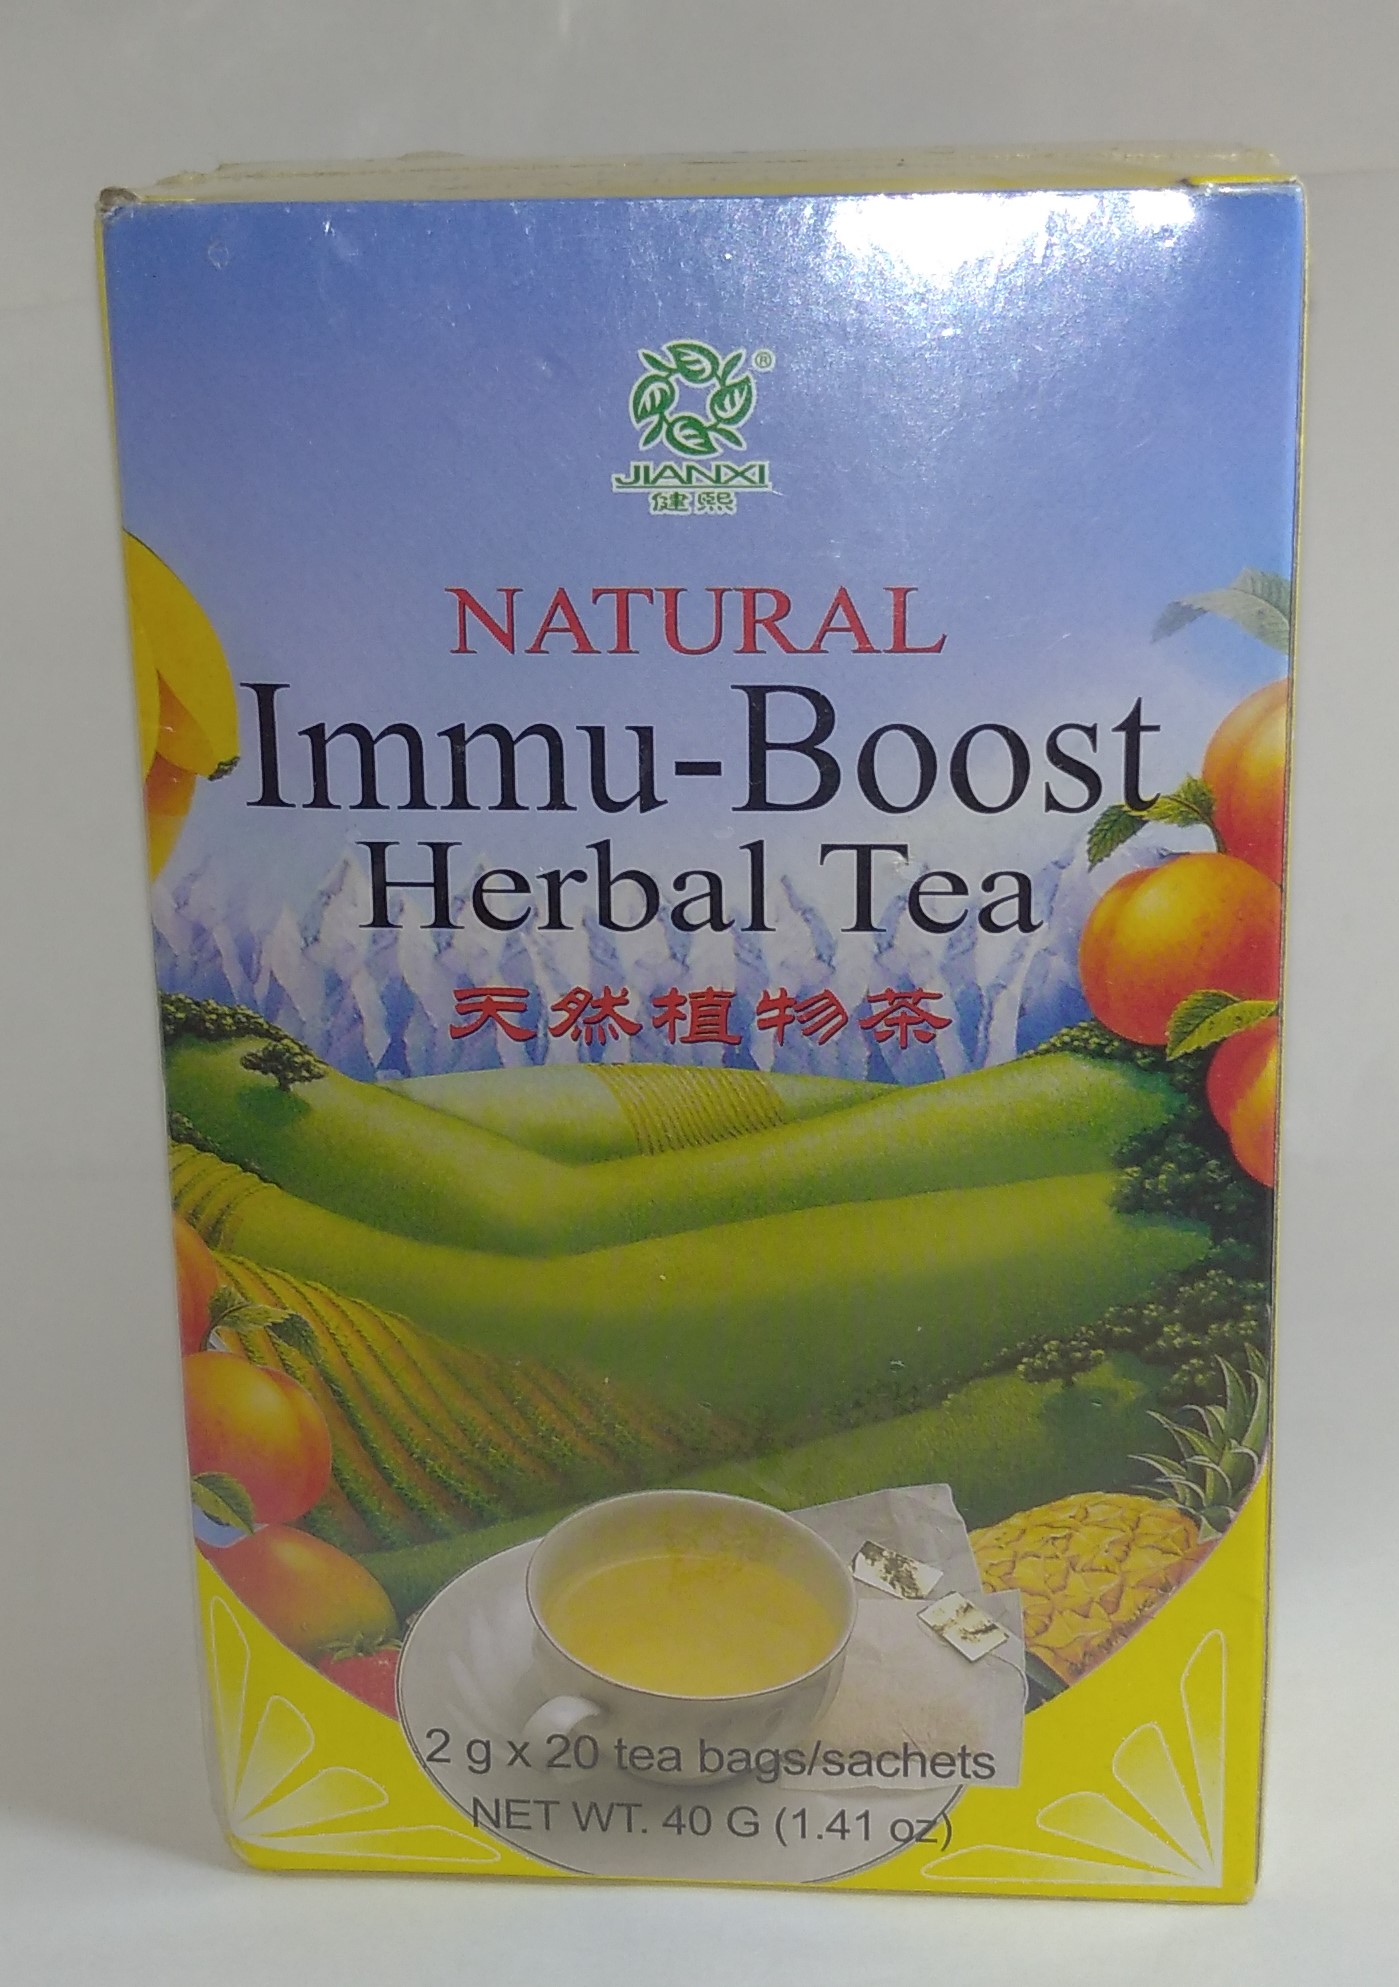 ®
JIANXI
健熙
NATURAL
Immu-Boost
Herbal Tea
天然植物茶
2 g x 20 tea bags/sachets
NET WT. 40 G (1.41 oz)